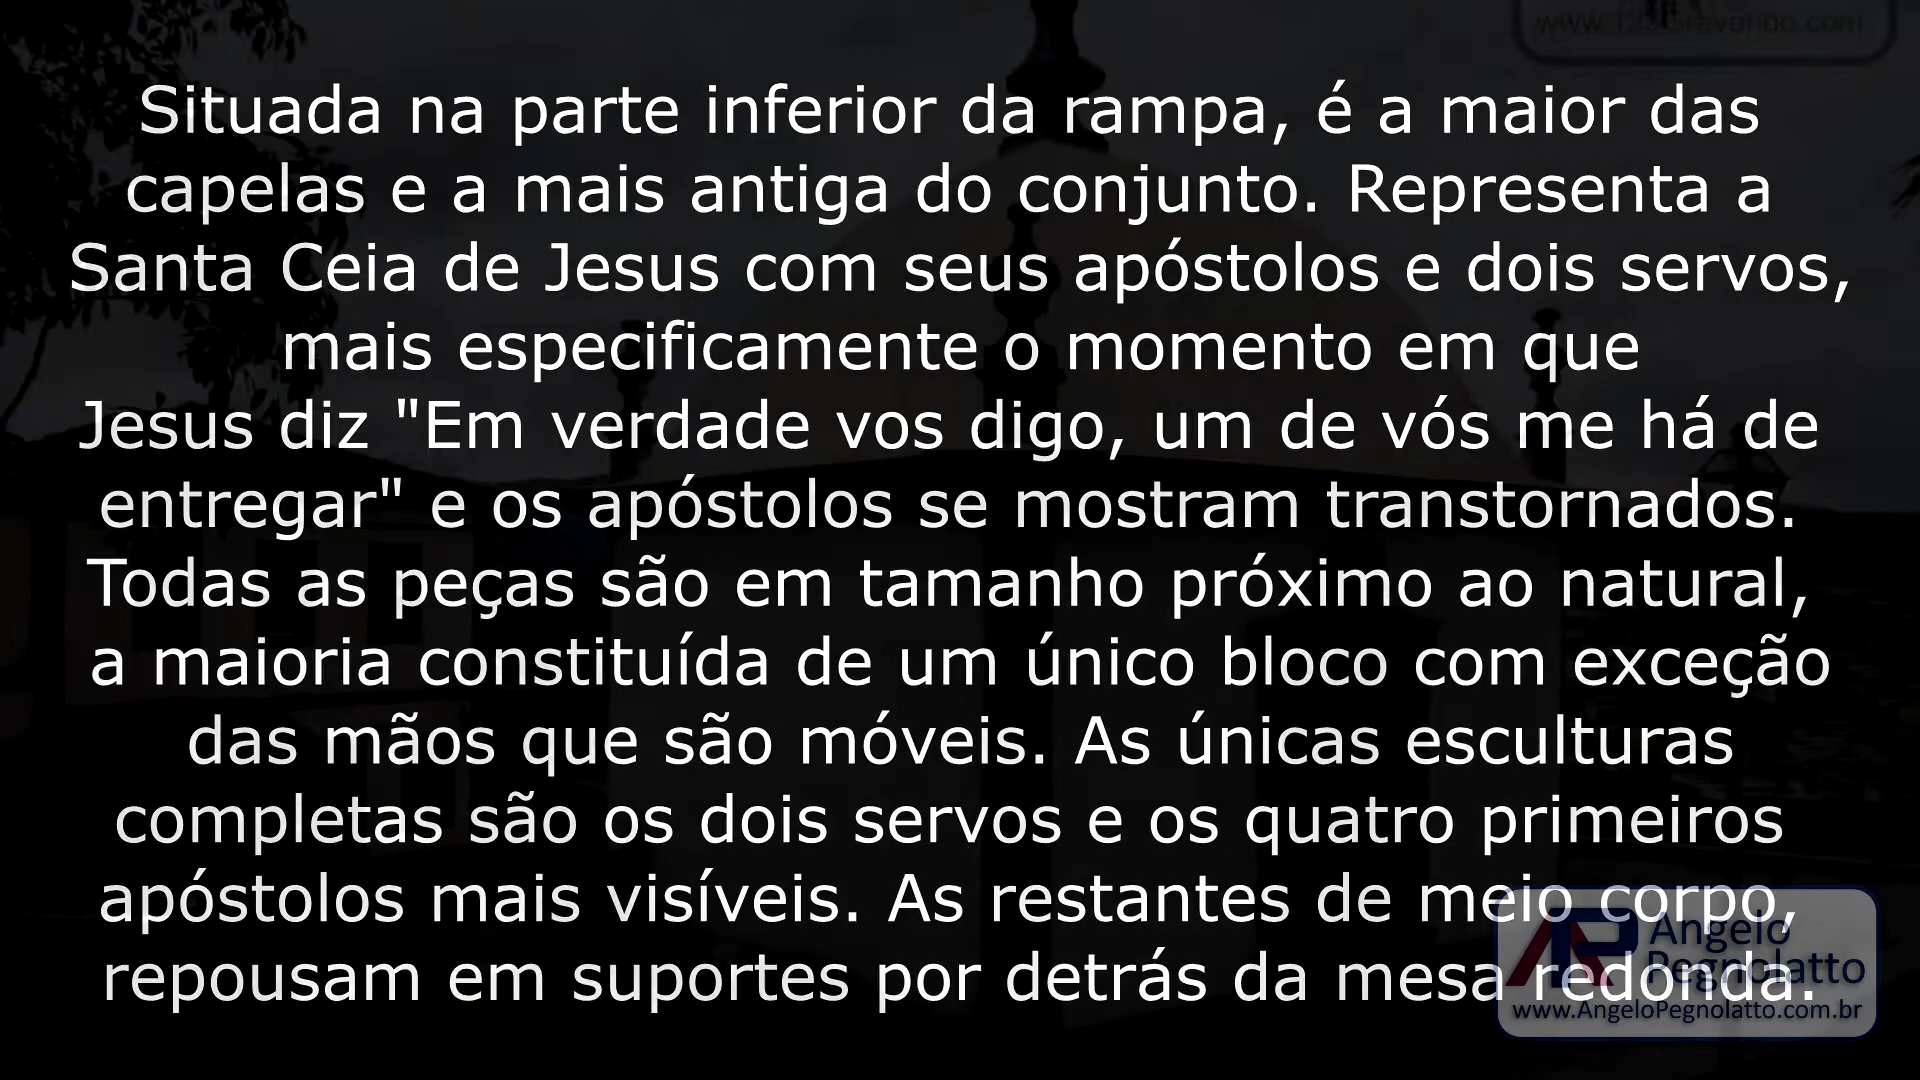 Situada na parte inferior da rampa, é a maior das
capelas e a mais antiga do conjunto. Representa a
Santa Ceia de Jesus com seus apóstolos e dois servos,
mais especificamente o momento em que
Jesus diz "Em verdade vos digo, um de vós me há de
entregar" e os apóstolos se mostram transtornados.
Todas as peças são em tamanho próximo ao natural,
a maioria constituída de um único bloco com exceção
das mãos que são móveis. As únicas esculturas
completas são os dois servos e os quatro primeiros
apóstolos mais visíveis. As restantes de meio corpo,
repousam em suportes por detrás da mesa redonda.
AP Angelo
Pegnolatto
www.AngeloPegnolatto.com.br